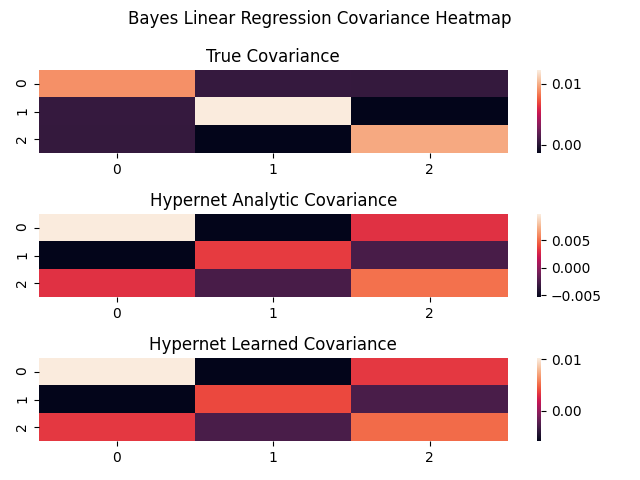 Bayes Linear Regression Covariance Heatmap
True Covariance
0
1
2
0 1 2
0.01
0.00
Hypernet Analytic Covariance
0
1
2
0 1 2
0.005
0.000
−0.005
Hypernet Learned Covariance
0
1
2
0 1 2
0.01
0.00